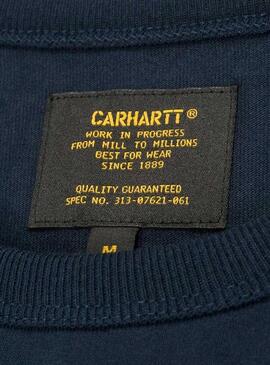 CARHARTT®
WORK IN PROGRESS
FROM MILL TO MILLIONS
BEST FOR WEAR
SINCE 1889
QUALITY GUARANTEED
SPEC NO. 313-07621-061
M